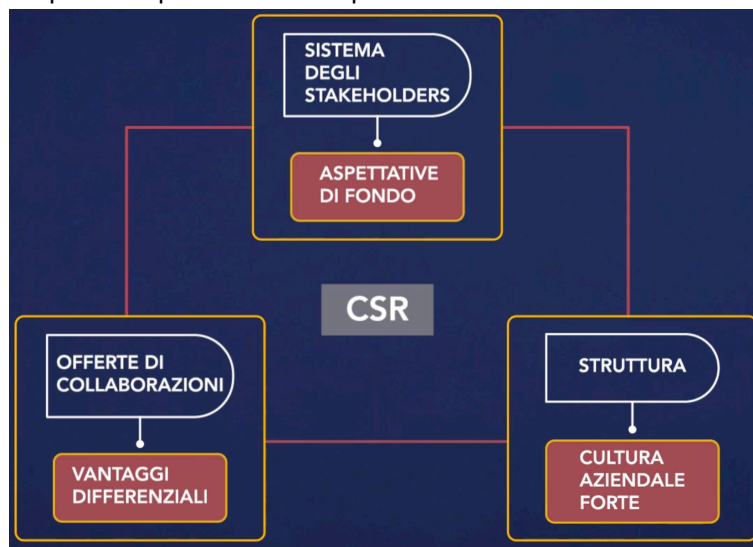 SISTEMA
DEGLI
STAKEHOLDERS
ASPETTATIVE
DI FONDO
CSR
OFFERTE DI
COLLABORAZIONI
VANTAGGI
DIFFERENZIALI
STRUTTURA
CULTURA
AZIENDALE
FORTE